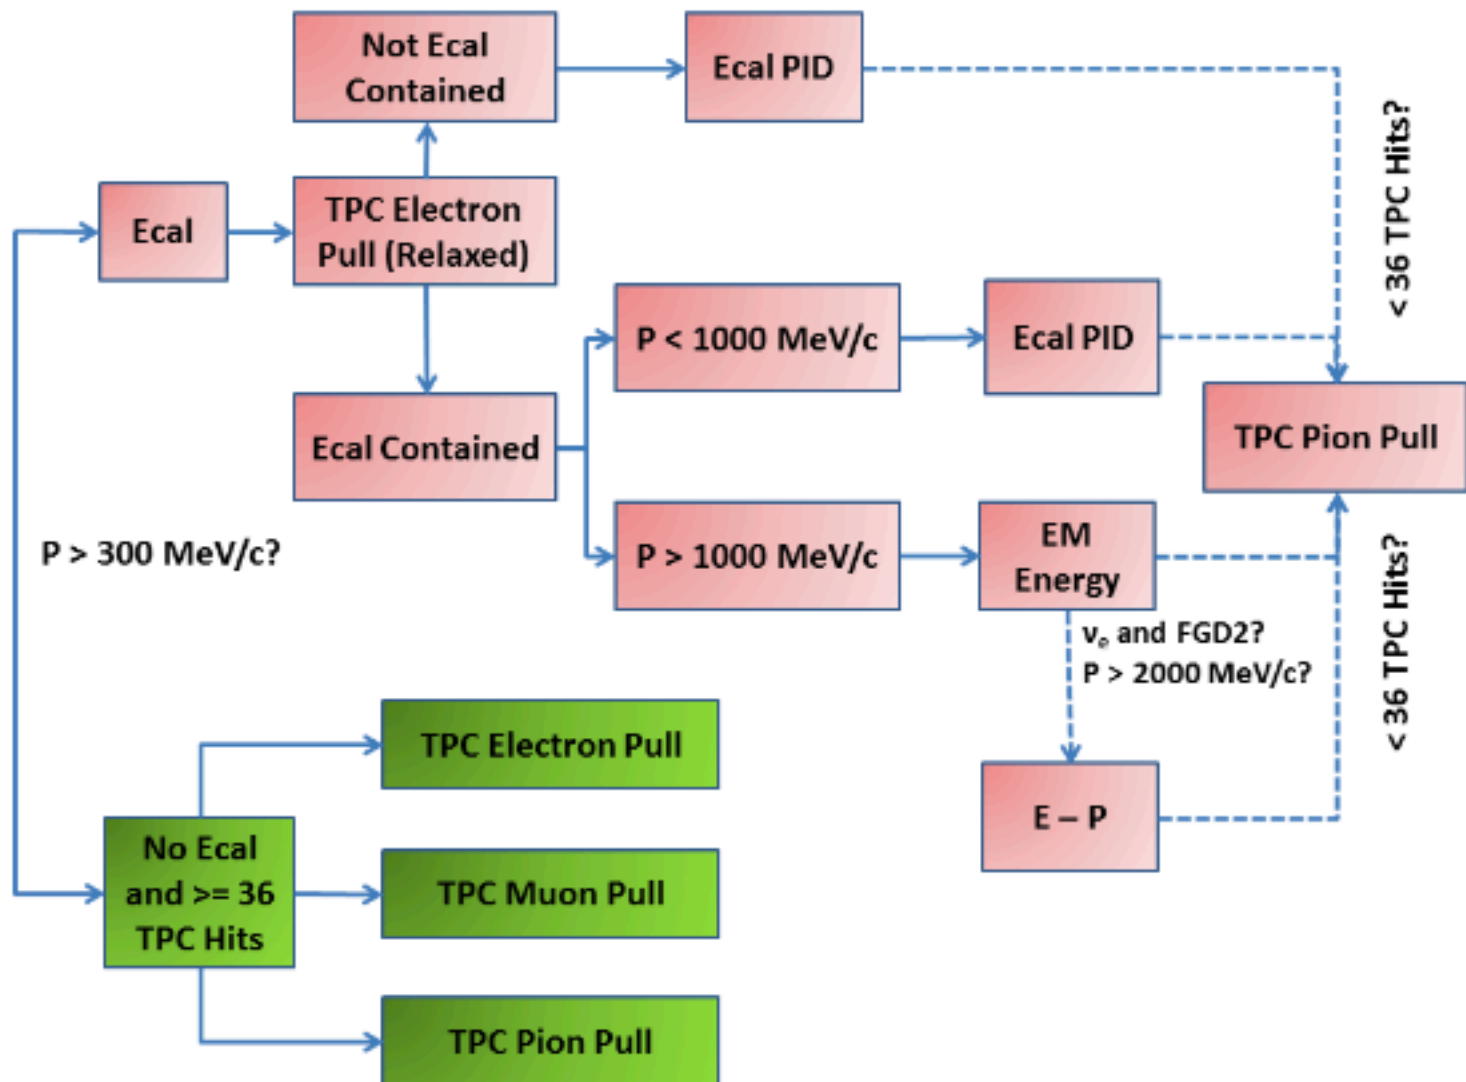 Not Ecal
Contained
Ecal PID
< 36 TPC Hits?
Ecal
TPC Electron
Pull (Relaxed)
P < 1000 MeV/c
Ecal PID
Ecal Contained
TPC Pion Pull
P > 300 MeV/c?
P > 1000 MeV/c
EM
Energy
< 36 TPC Hits?
νₑ and FGD2?
P > 2000 MeV/c?
TPC Electron Pull
E – P
No Ecal
and >= 36
TPC Hits
TPC Muon Pull
TPC Pion Pull